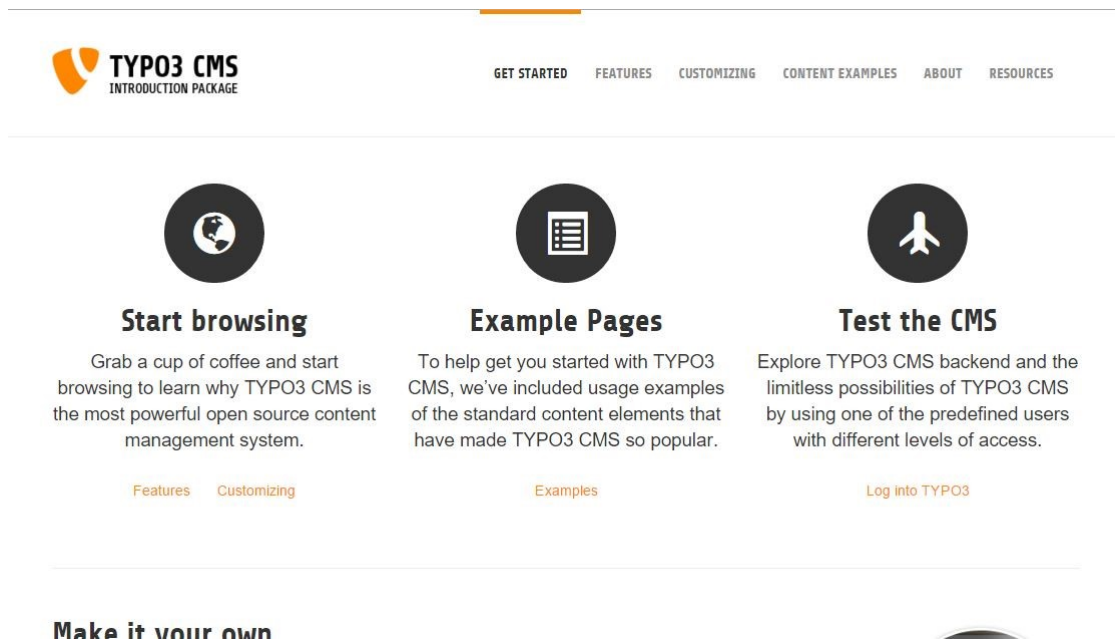 TYPO3 CMS
INTRODUCTION PACKAGE
GET STARTED FEATURES CUSTOMIZING CONTENT EXAMPLES ABOUT RESOURCES
Start browsing
Grab a cup of coffee and start
browsing to learn why TYPO3 CMS is
the most powerful open source content
management system.
Features Customizing
Example Pages
To help get you started with TYPO3
CMS, we've included usage examples
of the standard content elements that
have made TYPO3 CMS so popular.
Examples
Test the CMS
Explore TYPO3 CMS backend and the
limitless possibilities of TYPO3 CMS
by using one of the predefined users
with different levels of access.
Log into TYPO3
Make it your own